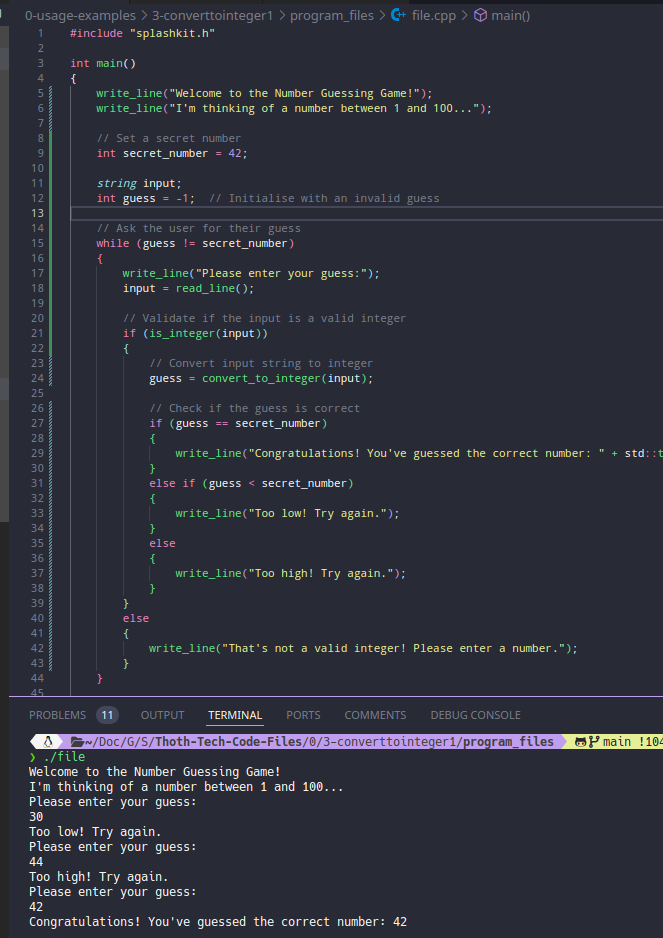 0-usage-examples > 3-converttointeger1 > program_files > file.cpp > main()
1 #include "splashkit.h"
2
3 int main()
4 {
5 write_line("Welcome to the Number Guessing Game!");
6 write_line("I'm thinking of a number between 1 and 100...");
7
8 // Set a secret number
9 int secret_number = 42;
10
11 string input;
12 int guess = -1;  // Initialise with an invalid guess
13
14 // Ask the user for their guess
15 while (guess != secret_number)
16 {
17 write_line("Please enter your guess:");
18 input = read_line();
19
20 // Validate if the input is a valid integer
21 if (is_integer(input))
22 {
23 // Convert input string to integer
24 guess = convert_to_integer(input);
25
26 // Check if the guess is correct
27 if (guess == secret_number)
28 {
29 write_line("Congratulations! You've guessed the correct number: " + std::t
30 }
31 else if (guess < secret_number)
32 {
33 write_line("Too low! Try again.");
34 }
35 else
36 {
37 write_line("Too high! Try again.");
38 }
39 }
40 else
41 {
42 write_line("That's not a valid integer! Please enter a number.");
43 }
44 }
45
PROBLEMS 11 OUTPUT TERMINAL PORTS COMMENTS DEBUG CONSOLE
~/Doc/G/S/Thoth-Tech-Code-Files/0/3-converttointeger1/program_files main !104
❯ ./file
Welcome to the Number Guessing Game!
I'm thinking of a number between 1 and 100...
Please enter your guess:
30
Too low! Try again.
Please enter your guess:
44
Too high! Try again.
Please enter your guess:
42
Congratulations! You've guessed the correct number: 42